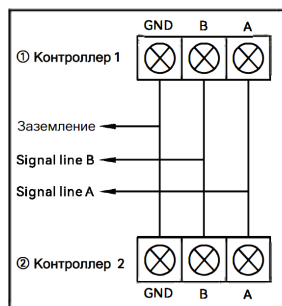 GND B A
① Контроллер 1
Заземление
Signal line B
Signal line A
② Контроллер 2
GND B A